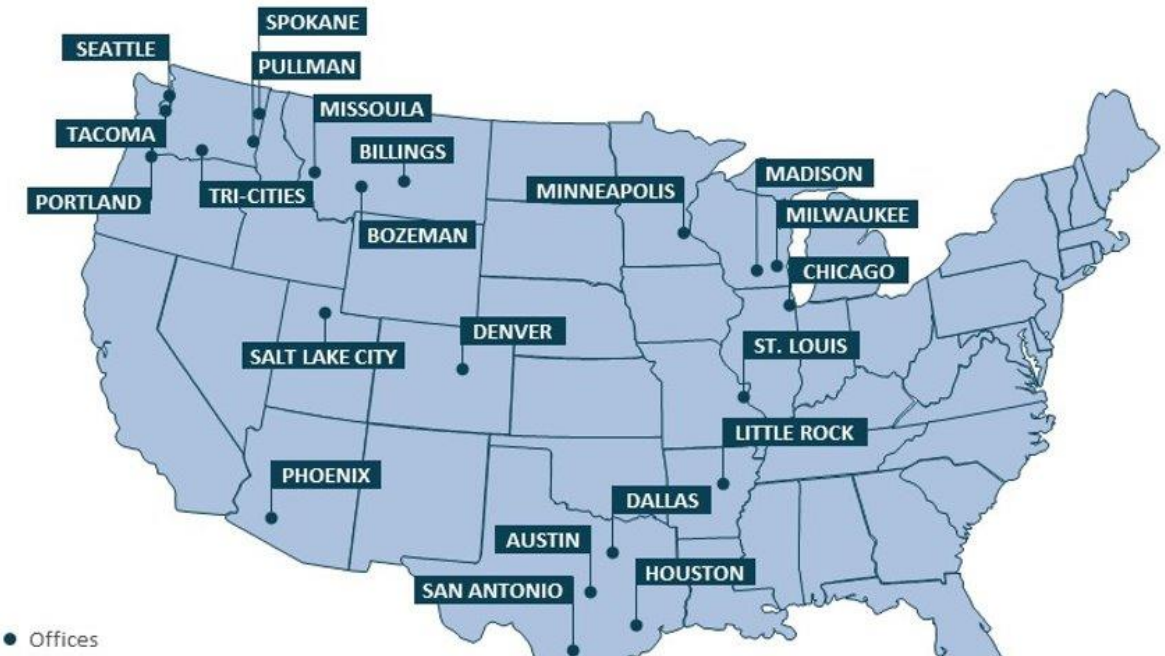 SPOKANE
SEATTLE
PULLMAN
MISSOULA
TACOMA
BILLINGS
MADISON
MINNEAPOLIS
TRI-CITIES
PORTLAND
MILWAUKEE
BOZEMAN
CHICAGO
DENVER
ST. LOUIS
SALT LAKE CITY
LITTLE ROCK
PHOENIX
DALLAS
AUSTIN
HOUSTON
SAN ANTONIO
Offices